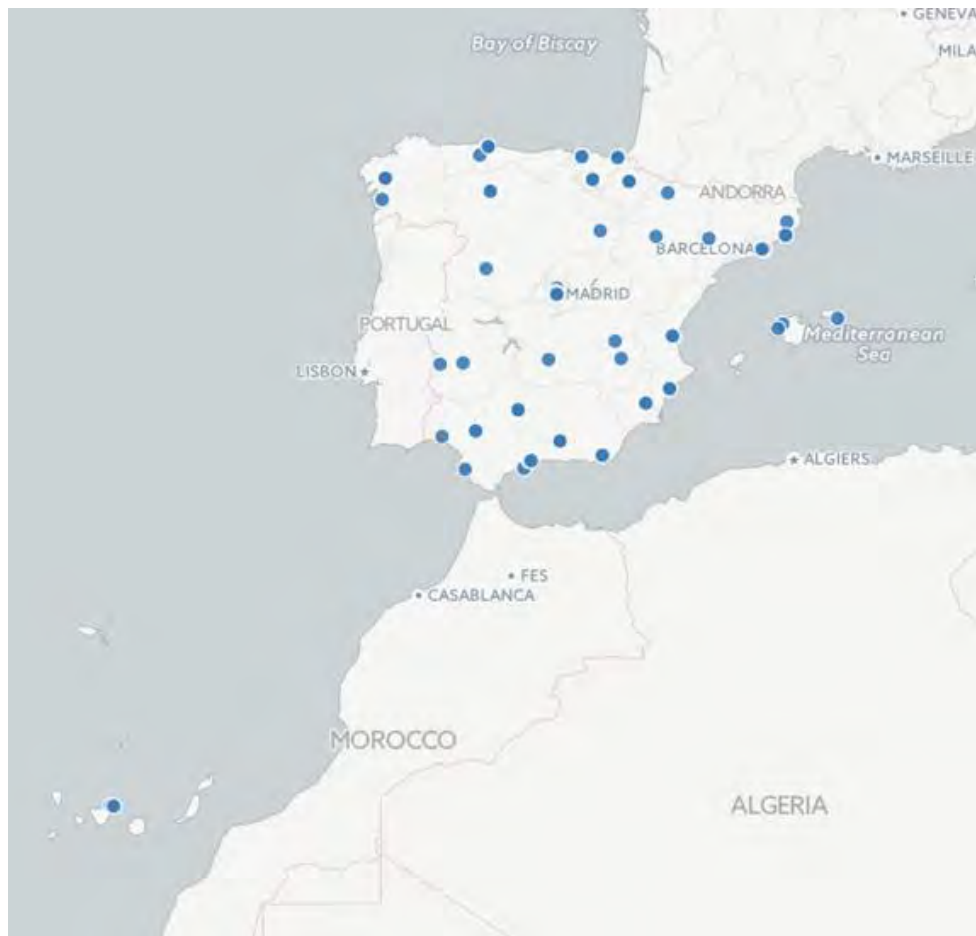 GENEVA
Bay of Biscay
MILA
MARSEILLE
ANDORRA
BARCELONA
MADRID
PORTUGAL
Mediterranean
Sea
LISBON
ALGIERS
FES
CASABLANCA
MOROCCO
ALGERIA